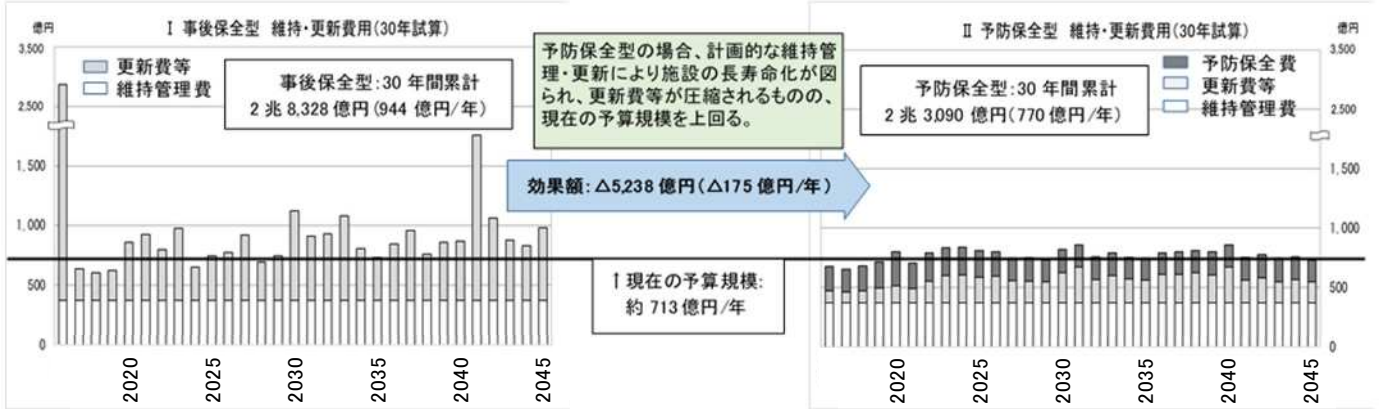 億円
I 事後保全型 維持・更新費用(30年試算)
3,500
2,500
1,500
1,000
500
0
更新費等
維持管理費
事後保全型:30 年間累計
2 兆 8,328 億円(944 億円/年)
2020
2025
2030
2035
2040
2045
予防保全型の場合、計画的な維持管
理・更新により施設の長寿命化が図
られ、更新費等が圧縮されるものの、
現在の予算規模を上回る。
効果額:△5,238 億円(△175 億円/年)
↑現在の予算規模:
約 713 億円/年
II 予防保全型 維持・更新費用(30年試算)
億円
予防保全型:30 年間累計
2 兆 3,090 億円(770 億円/年)
予防保全費
更新費等
維持管理費
3,500
2,500
1,500
1,000
500
0
2020
2025
2030
2035
2040
2045